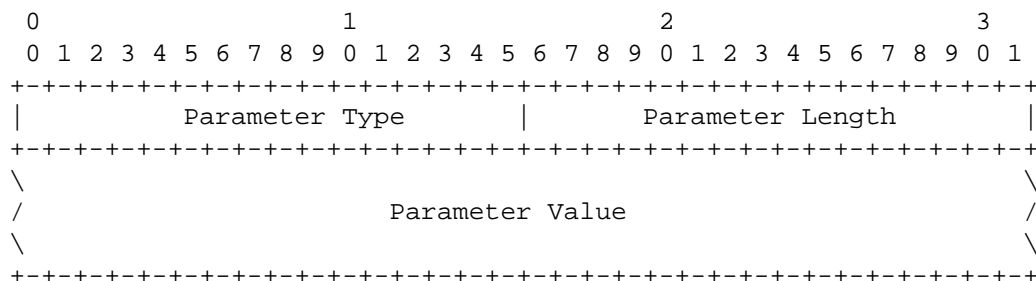 0                   1                   2                   3
 0 1 2 3 4 5 6 7 8 9 0 1 2 3 4 5 6 7 8 9 0 1 2 3 4 5 6 7 8 9 0 1
+-+-+-+-+-+-+-+-+-+-+-+-+-+-+-+-+-+-+-+-+-+-+-+-+-+-+-+-+-+-+-+-+
|          Parameter Type       |       Parameter Length        |
+-+-+-+-+-+-+-+-+-+-+-+-+-+-+-+-+-+-+-+-+-+-+-+-+-+-+-+-+-+-+-+-+
\                                                               \
/                       Parameter Value                         /
\                                                               \
+-+-+-+-+-+-+-+-+-+-+-+-+-+-+-+-+-+-+-+-+-+-+-+-+-+-+-+-+-+-+-+-+